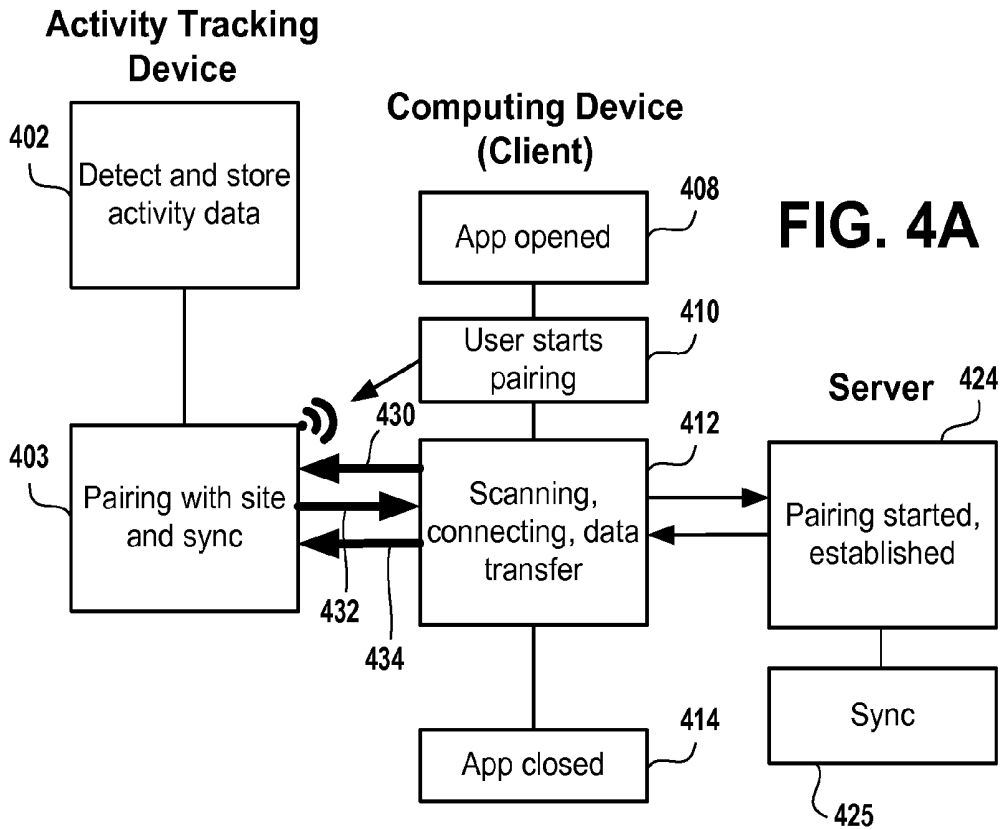 Activity Tracking
Device
402
Detect and store
activity data
Computing Device
(Client)
408
App opened
FIG. 4A
410
User starts
pairing
Server
424
403
Pairing with site
and sync
430
432
434
412
Scanning,
connecting, data
transfer
Pairing started,
established
414
App closed
Sync
425